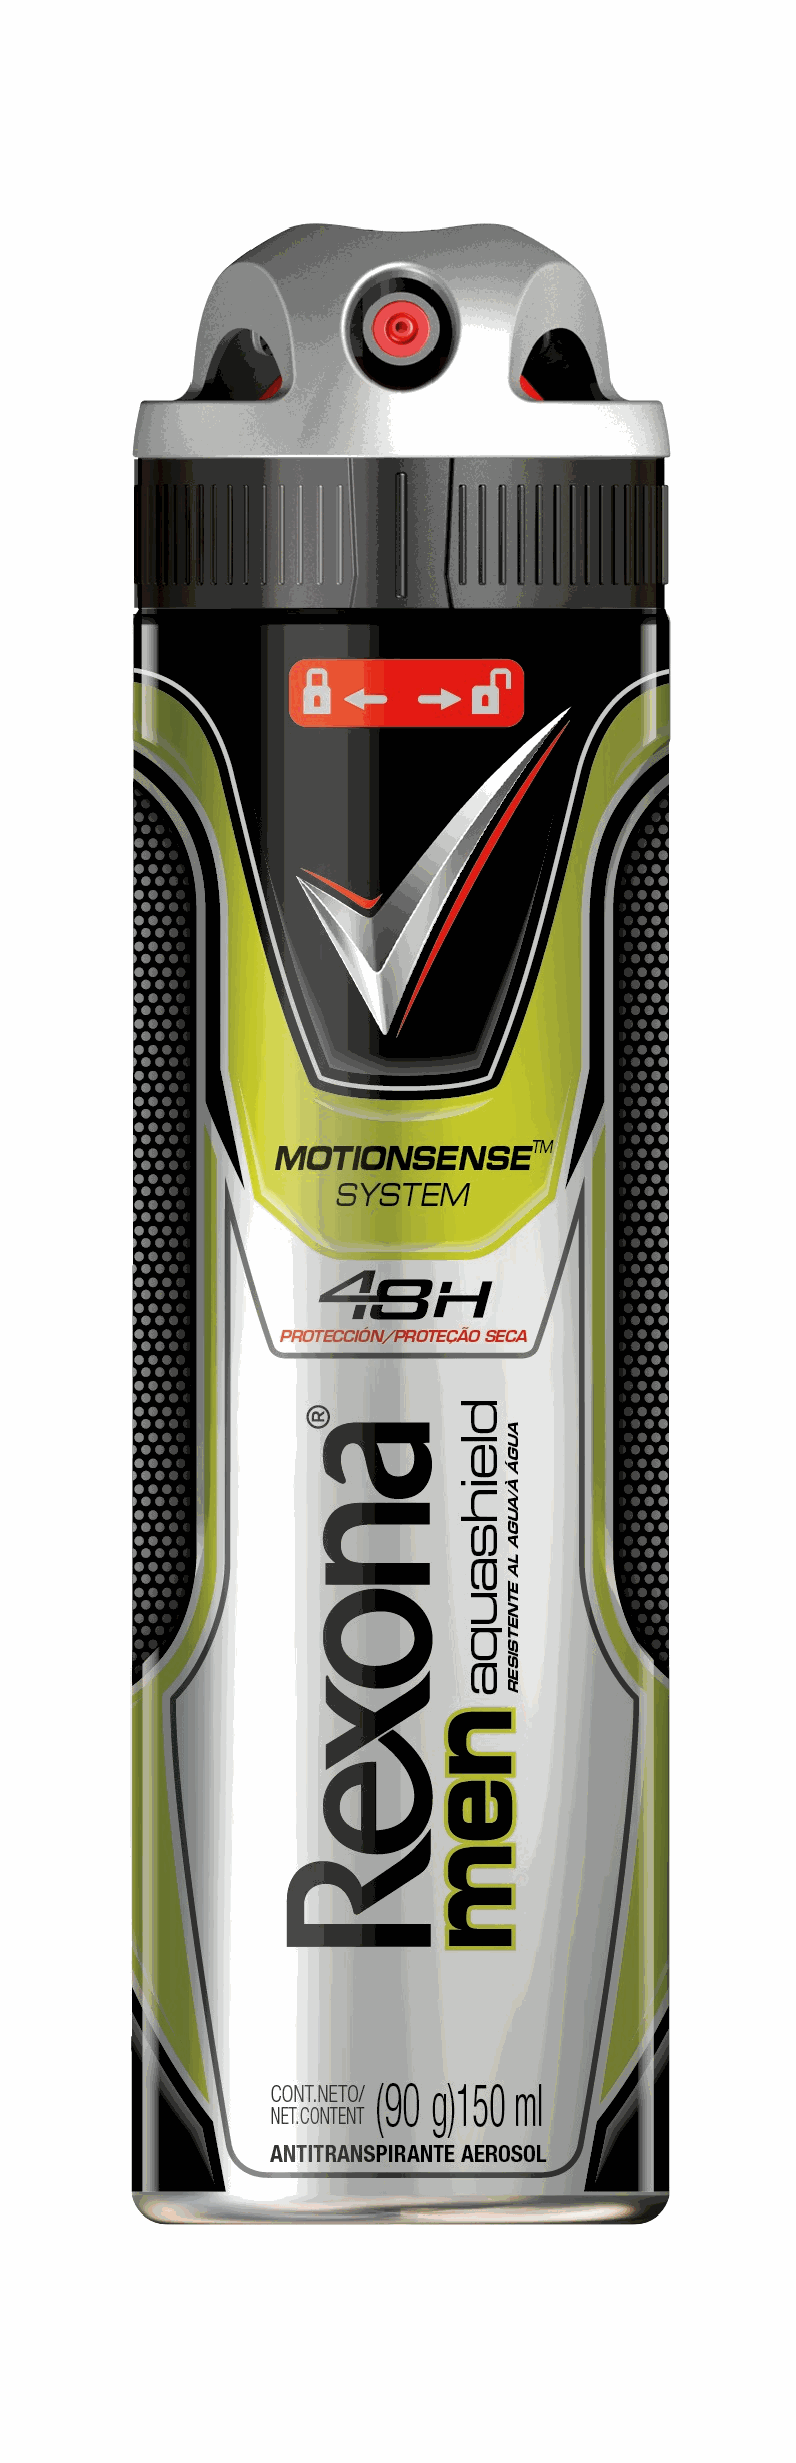 MOTIONSENSE™
SYSTEM
48H
PROTECCIÓN/PROTEÇÃO SECA
Rexona®
men aquashield
RESISTENTE AL AGUA/À ÁGUA
CONT.NETO/
NET.CONTENT (90 g)150 ml
ANTITRANSPIRANTE AEROSOL